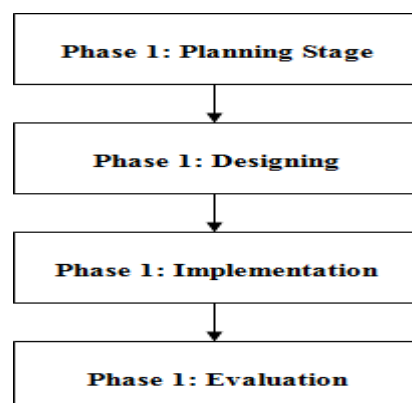 Phase 1: Planning Stage
Phase 1: Designing
Phase 1: Implementation
Phase 1: Evaluation